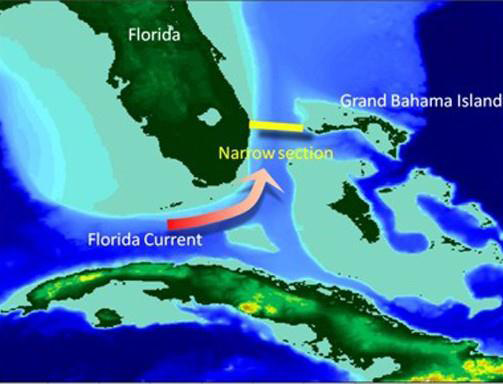 Florida
Grand Bahama Island
Narrow section
Florida Current